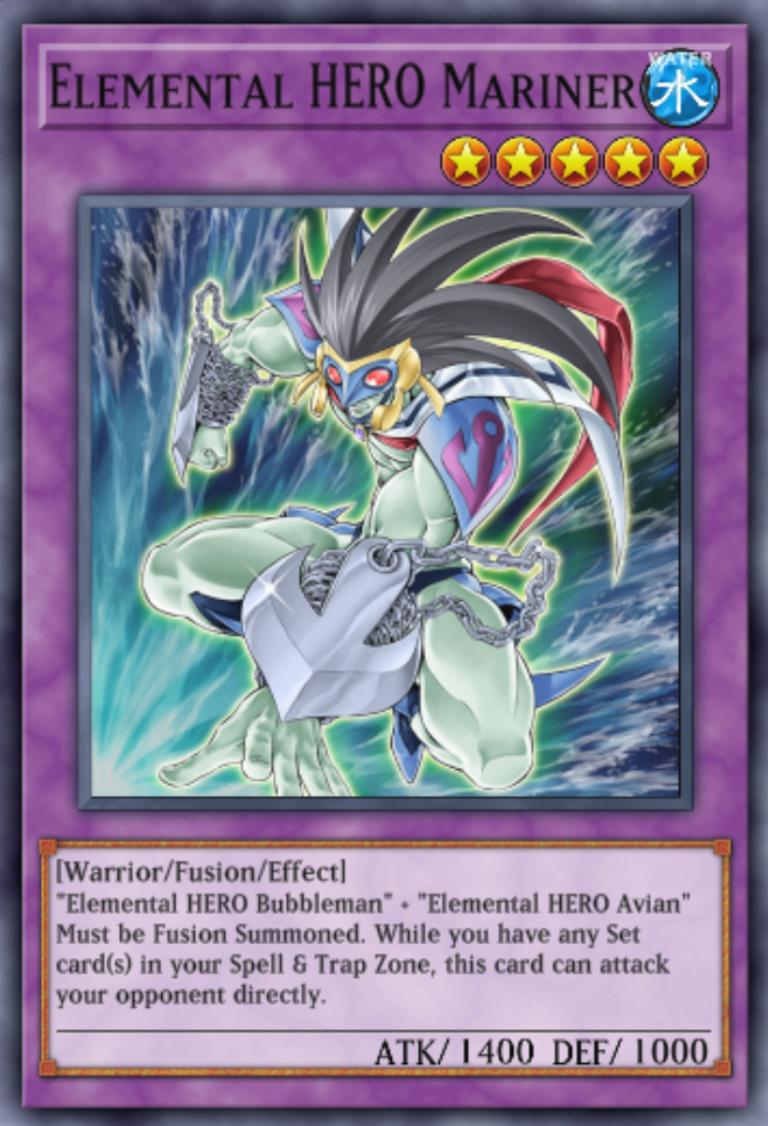 Elemental HERO Mariner
WATER
水
[Warrior/Fusion/Effect]
"Elemental HERO Bubbleman" + "Elemental HERO Avian"
Must be Fusion Summoned. While you have any Set
card(s) in your Spell & Trap Zone, this card can attack
your opponent directly.
ATK/ 1400 DEF/ 1000